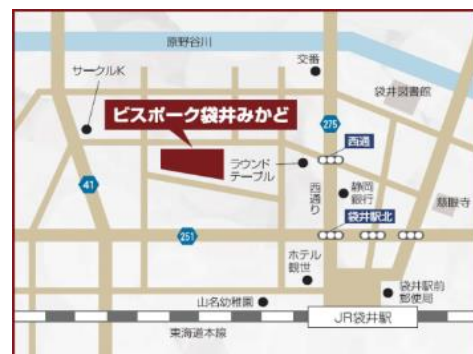 原野谷川
交番
サークルK
袋井図書館
ビスポーク袋井みかど
275
西通
ラウンド
テーブル
西通り
静岡
銀行
慈眼寺
41
袋井駅北
251
ホテル
観世
袋井駅前
郵便局
山名幼稚園
JR袋井駅
東海道本線